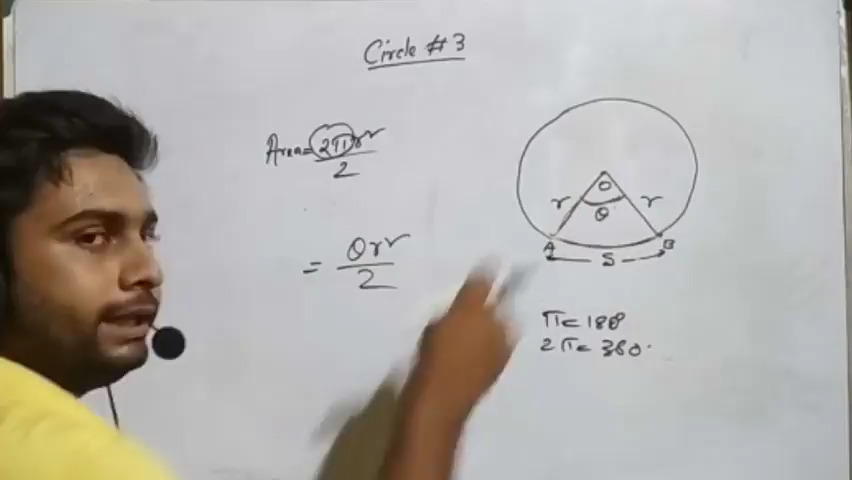 Circle #3
Area = 2πr²/2
= θr²/2
O
r θ r
A B
S
π = 180°
2π = 360°